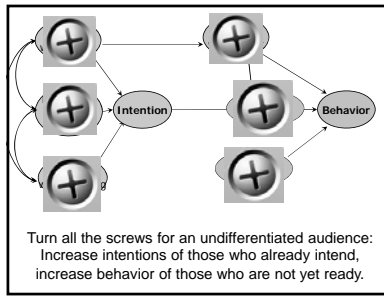 Intention
Behavior
Turn all the screws for an undifferentiated audience:
Increase intentions of those who already intend,
increase behavior of those who are not yet ready.